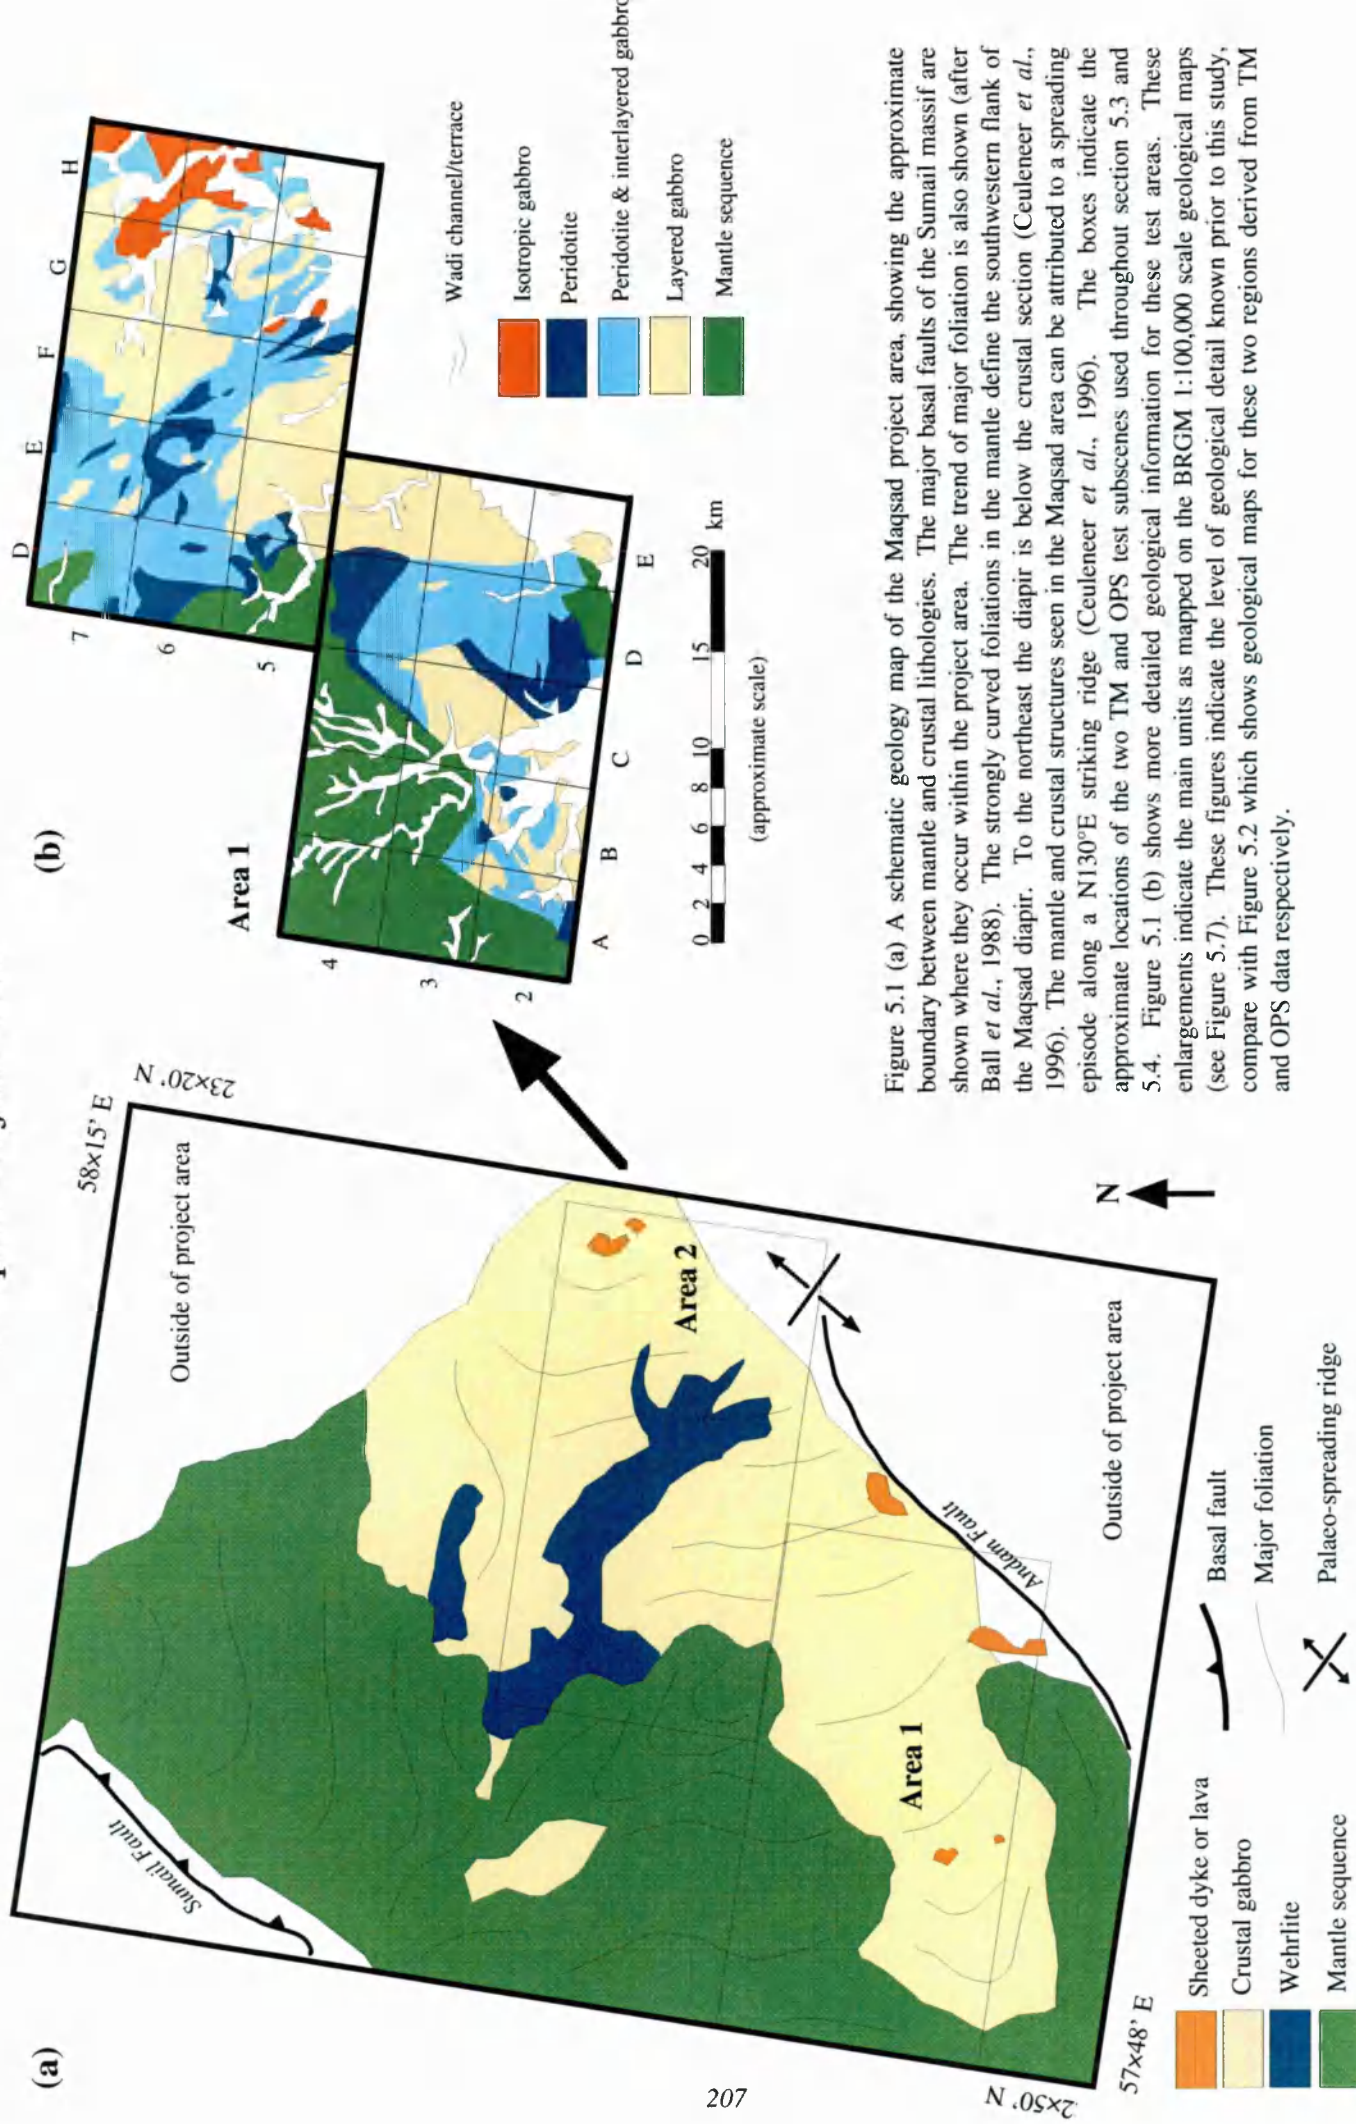 (a)
58×15' E
23×20' N
Outside of project area
Sumail Fault
Area 2
Area 1
Andam Fault
Outside of project area
N
57×48' E
Sheeted dyke or lava
Crustal gabbro
Wehrlite
Mantle sequence
Basal fault
Major foliation
Palaeo-spreading ridge
(b)
D
E
F
G
H
7
6
5
Area 1
4
3
2
A
B
C
D
E
0 2 4 6 8 10 15 20 km
(approximate scale)
Wadi channel/terrace
Isotropic gabbro
Peridotite
Peridotite & interlayered gabbro
Layered gabbro
Mantle sequence
Figure 5.1 (a) A schematic geology map of the Maqsad project area, showing the approximate
boundary between mantle and crustal lithologies. The major basal faults of the Sumail massif are
shown where they occur within the project area. The trend of major foliation is also shown (after
Ball et al., 1988). The strongly curved foliations in the mantle define the southwestern flank of
the Maqsad diapir. To the northeast the diapir is below the crustal section (Ceuleneer et al.,
1996). The mantle and crustal structures seen in the Maqsad area can be attributed to a spreading
episode along a N130°E striking ridge (Ceuleneer et al., 1996). The boxes indicate the
approximate locations of the two TM and OPS test subscenes used throughout section 5.3 and
5.4. Figure 5.1 (b) shows more detailed geological information for these test areas. These
enlargements indicate the main units as mapped on the BRGM 1:100,000 scale geological maps
(see Figure 5.7). These figures indicate the level of geological detail known prior to this study,
compare with Figure 5.2 which shows geological maps for these two regions derived from TM
and OPS data respectively.
207